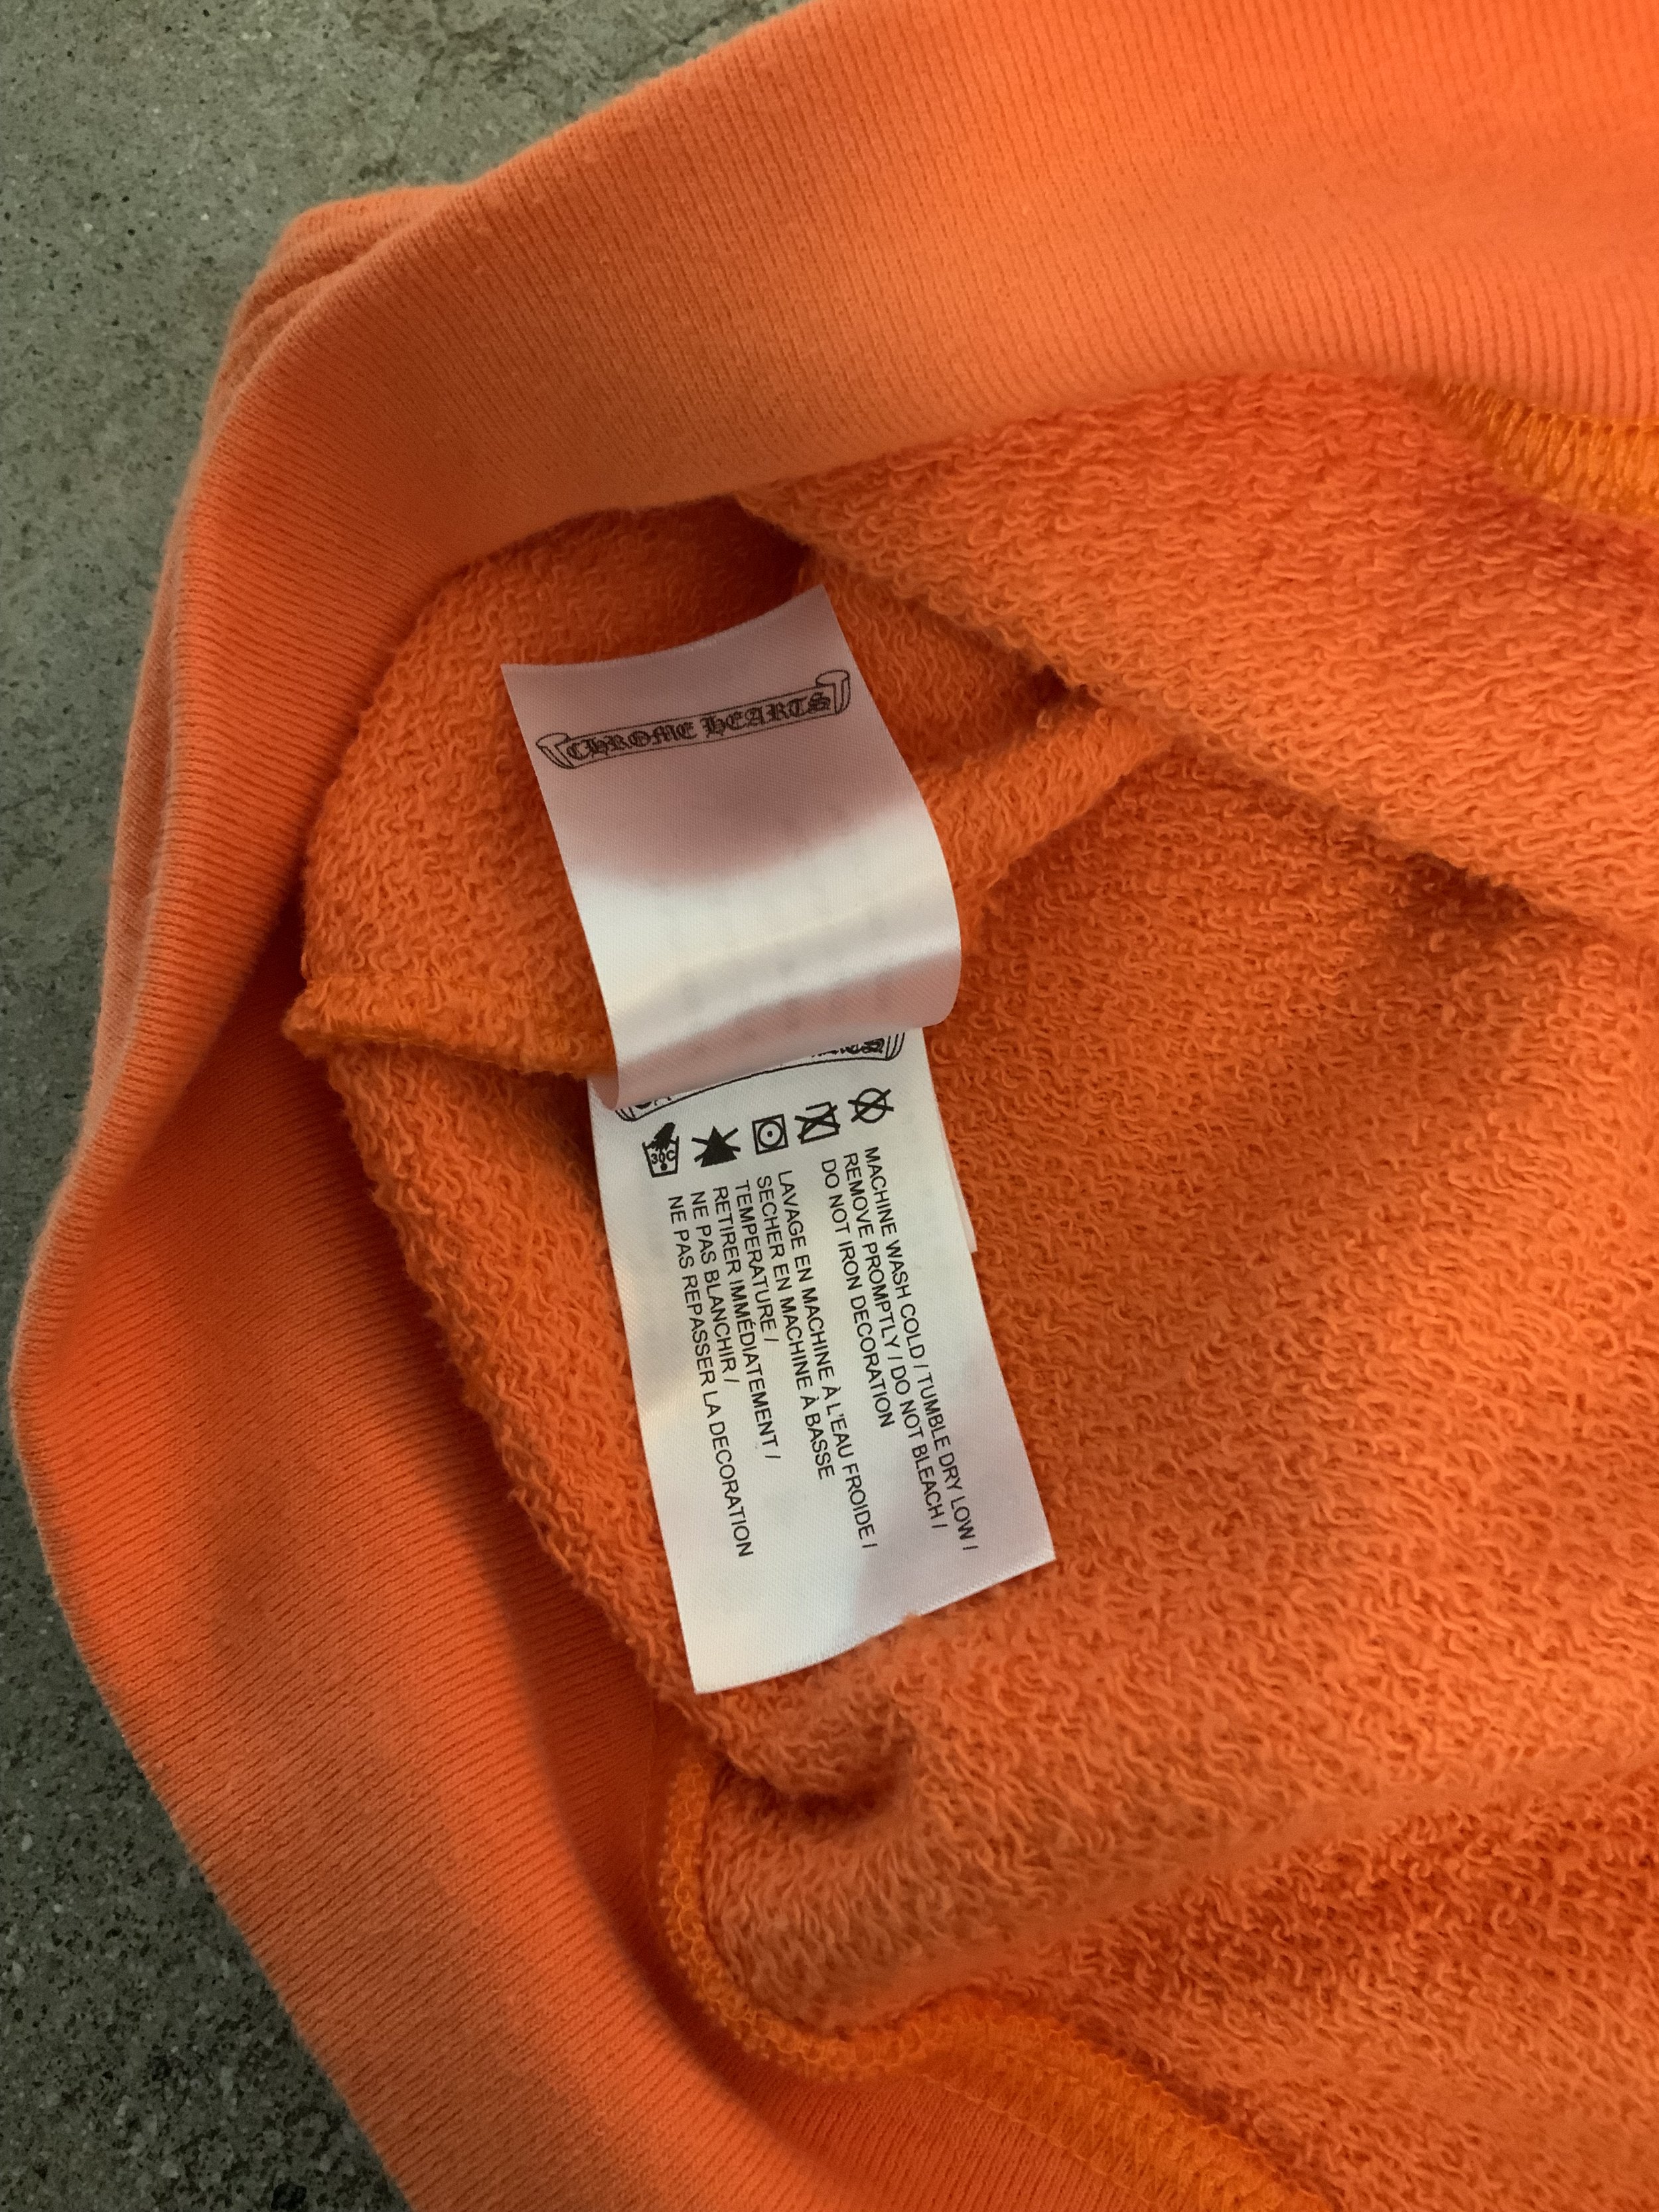 CHROME HEARTS
30C
MACHINE WASH COLD / TUMBLE DRY LOW /
REMOVE PROMPTLY / DO NOT BLEACH /
DO NOT IRON DECORATION
LAVAGE EN MACHINE À L'EAU FROIDE /
SECHER EN MACHINE À BASSE
TEMPERATURE /
RETIRER IMMÉDIATEMENT /
NE PAS BLANCHIR /
NE PAS REPASSER LA DECORATION